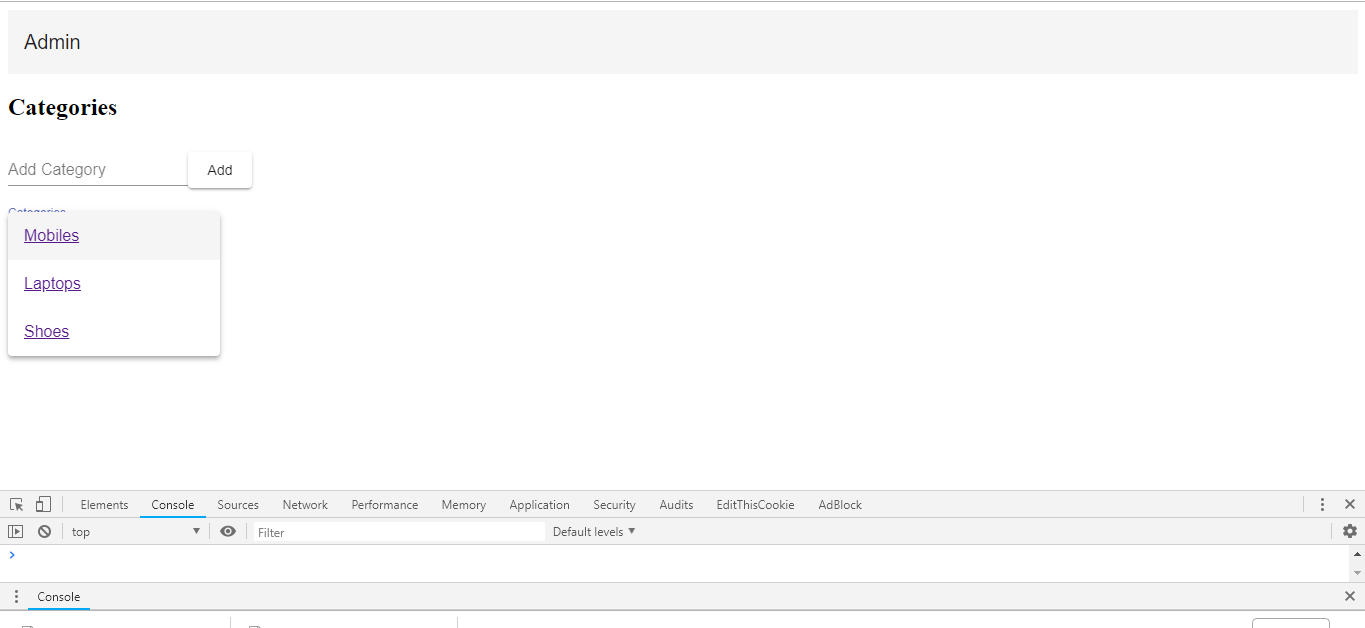 Admin
Categories
Add Category
Add
Categories
Mobiles
Laptops
Shoes
Elements Console Sources Network Performance Memory Application Security Audits EditThisCookie AdBlock
top Filter Default levels
Console